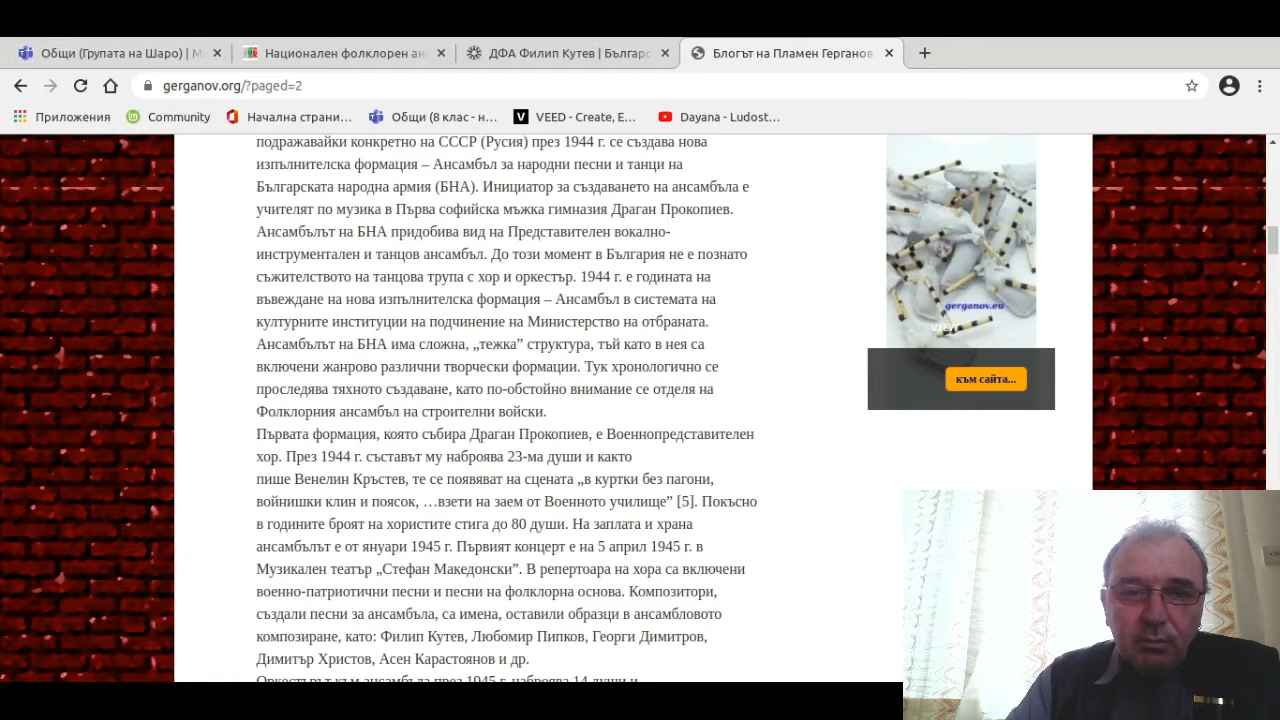 Общи (Групата на Шаро) | М
Национален фолклорен ан
ДФА Филип Кутев | Българс
Блогът на Пламен Герганов
gerganov.org/?paged=2
Приложения
Community
Начална страни...
Общи (8 клас - н...
VEED - Create, E...
Dayana - Ludost...
подражавайки конкретно на СССР (Русия) през 1944 г. се създава нова
изпълнителска формация – Ансамбъл за народни песни и танци на
Българската народна армия (БНА). Инициатор за създаването на ансамбъла е
учителят по музика в Първа софийска мъжка гимназия Драган Прокопиев.
Ансамбълът на БНА придобива вид на Представителен вокално-
инструментален и танцов ансамбъл. До този момент в България не е познато
съжителството на танцова трупа с хор и оркестър. 1944 г. е годината на
въвеждане на нова изпълнителска формация – Ансамбъл в системата на
културните институции на подчинение на Министерство на отбраната.
Ансамбълът на БНА има сложна, „тежка” структура, тъй като в нея са
включени жанрово различни творчески формации. Тук хронологично се
проследява тяхното създаване, като по-обстойно внимание се отделя на
Фолклорния ансамбъл на строителни войски.
Първата формация, която събира Драган Прокопиев, е Военнопредставителен
хор. През 1944 г. съставът му наброява 23-ма души и както
пише Венелин Кръстев, те се появяват на сцената „в куртки без пагони,
войнишки клин и поясок, …взети на заем от Военното училище” [5]. Покъсно
в годините броят на хористите стига до 80 души. На заплата и храна
ансамбълът е от януари 1945 г. Първият концерт е на 5 април 1945 г. в
Музикален театър „Стефан Македонски”. В репертоара на хора са включени
военно-патриотични песни и песни на фолклорна основа. Композитори,
създали песни за ансамбъла, са имена, оставили образци в ансамбловото
композиране, като: Филип Кутев, Любомир Пипков, Георги Димитров,
Димитър Христов, Асен Карастоянов и др.
Оркестърът към ансамбъла през 1945 г. наброява 14 души и
gerganov.eu
view
към сайта...